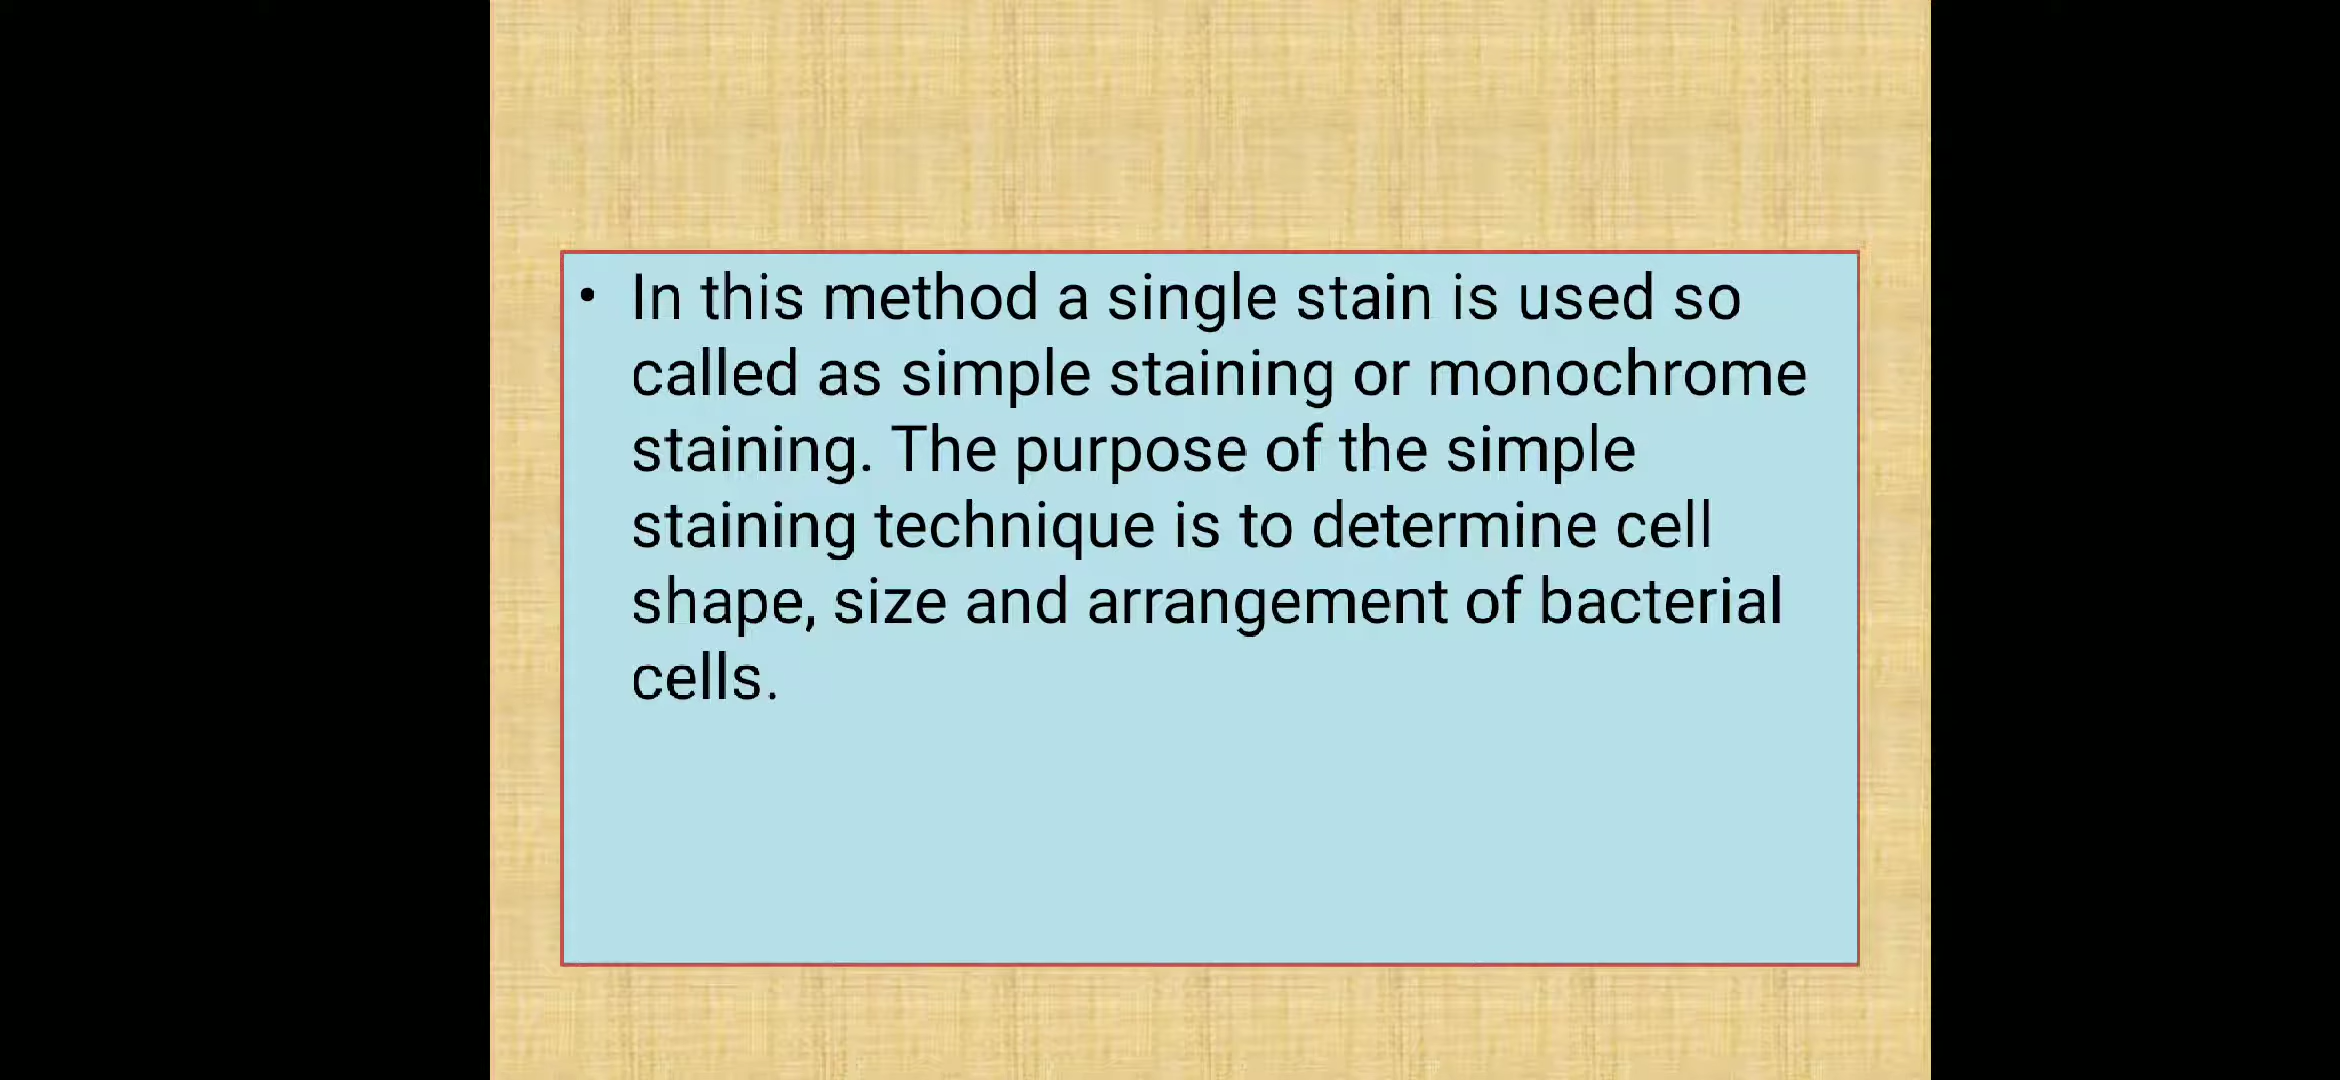 • In this method a single stain is used so
called as simple staining or monochrome
staining. The purpose of the simple
staining technique is to determine cell
shape, size and arrangement of bacterial
cells.